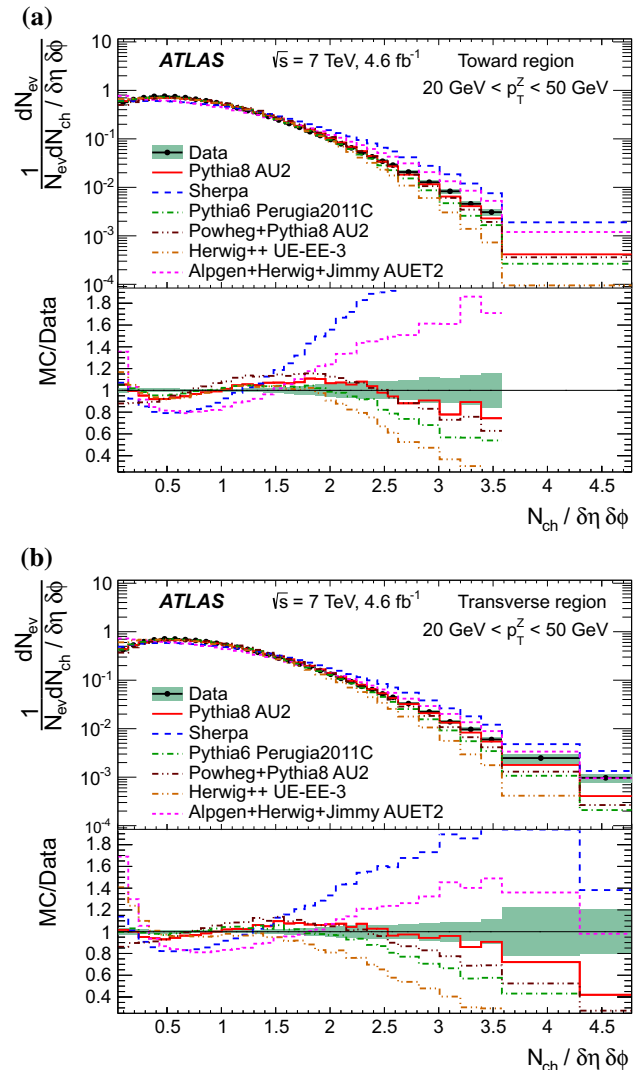 (a)
ATLAS √s = 7 TeV, 4.6 fb⁻¹ Toward region
20 GeV < p_T^Z < 50 GeV
1/N_ev dN_ev/dN_ch / δη δϕ
10
1
10⁻¹
10⁻²
10⁻³
10⁻⁴
Data
Pythia8 AU2
Sherpa
Pythia6 Perugia2011C
Powheg+Pythia8 AU2
Herwig++ UE-EE-3
Alpgen+Herwig+Jimmy AUET2
MC/Data
1.8
1.6
1.4
1.2
1
0.8
0.6
0.4
0.5 1 1.5 2 2.5 3 3.5 4 4.5
N_ch / δη δϕ
(b)
ATLAS √s = 7 TeV, 4.6 fb⁻¹ Transverse region
20 GeV < p_T^Z < 50 GeV
1/N_ev dN_ev/dN_ch / δη δϕ
10
1
10⁻¹
10⁻²
10⁻³
10⁻⁴
Data
Pythia8 AU2
Sherpa
Pythia6 Perugia2011C
Powheg+Pythia8 AU2
Herwig++ UE-EE-3
Alpgen+Herwig+Jimmy AUET2
MC/Data
1.8
1.6
1.4
1.2
1
0.8
0.6
0.4
0.5 1 1.5 2 2.5 3 3.5 4 4.5
N_ch / δη δϕ